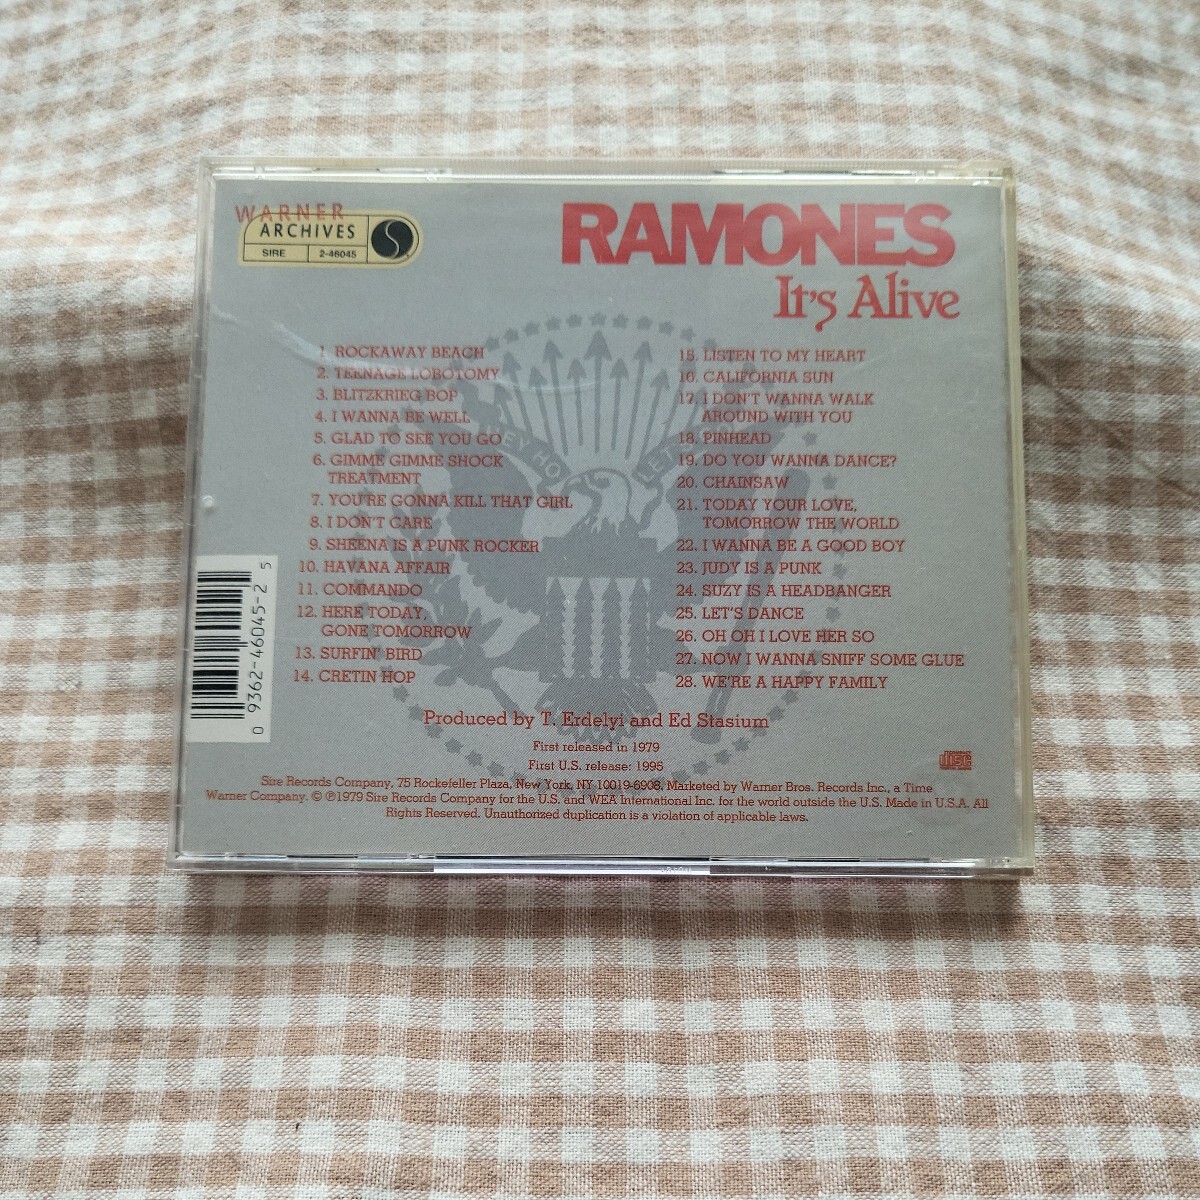 WARNER
ARCHIVES
SIRE 2-46045
RAMONES
It's Alive
1. ROCKAWAY BEACH
2. TEENAGE LOBOTOMY
3. BLITZKRIEG BOP
4. I WANNA BE WELL
5. GLAD TO SEE YOU GO
6. GIMME GIMME SHOCK
TREATMENT
7. YOU'RE GONNA KILL THAT GIRL
8. I DON'T CARE
9. SHEENA IS A PUNK ROCKER
10. HAVANA AFFAIR
11. COMMANDO
12. HERE TODAY,
GONE TOMORROW
13. SURFIN' BIRD
14. CRETIN HOP
15. LISTEN TO MY HEART
16. CALIFORNIA SUN
17. I DON'T WANNA WALK
AROUND WITH YOU
18. PINHEAD
19. DO YOU WANNA DANCE?
20. CHAINSAW
21. TODAY YOUR LOVE,
TOMORROW THE WORLD
22. I WANNA BE A GOOD BOY
23. JUDY IS A PUNK
24. SUZY IS A HEADBANGER
25. LET'S DANCE
26. OH OH I LOVE HER SO
27. NOW I WANNA SNIFF SOME GLUE
28. WE'RE A HAPPY FAMILY
HEY HO LET'S GO
0 9362-46045-2 5
Produced by T. Erdelyi and Ed Stasium
First released in 1979
First U.S. release: 1995
Sire Records Company, 75 Rockefeller Plaza, New York, NY 10019-6908. Marketed by Warner Bros. Records Inc., a Time
Warner Company. © ℗1979 Sire Records Company for the U.S. and WEA International Inc. for the world outside the U.S. Made in U.S.A. All
Rights Reserved. Unauthorized duplication is a violation of applicable laws.